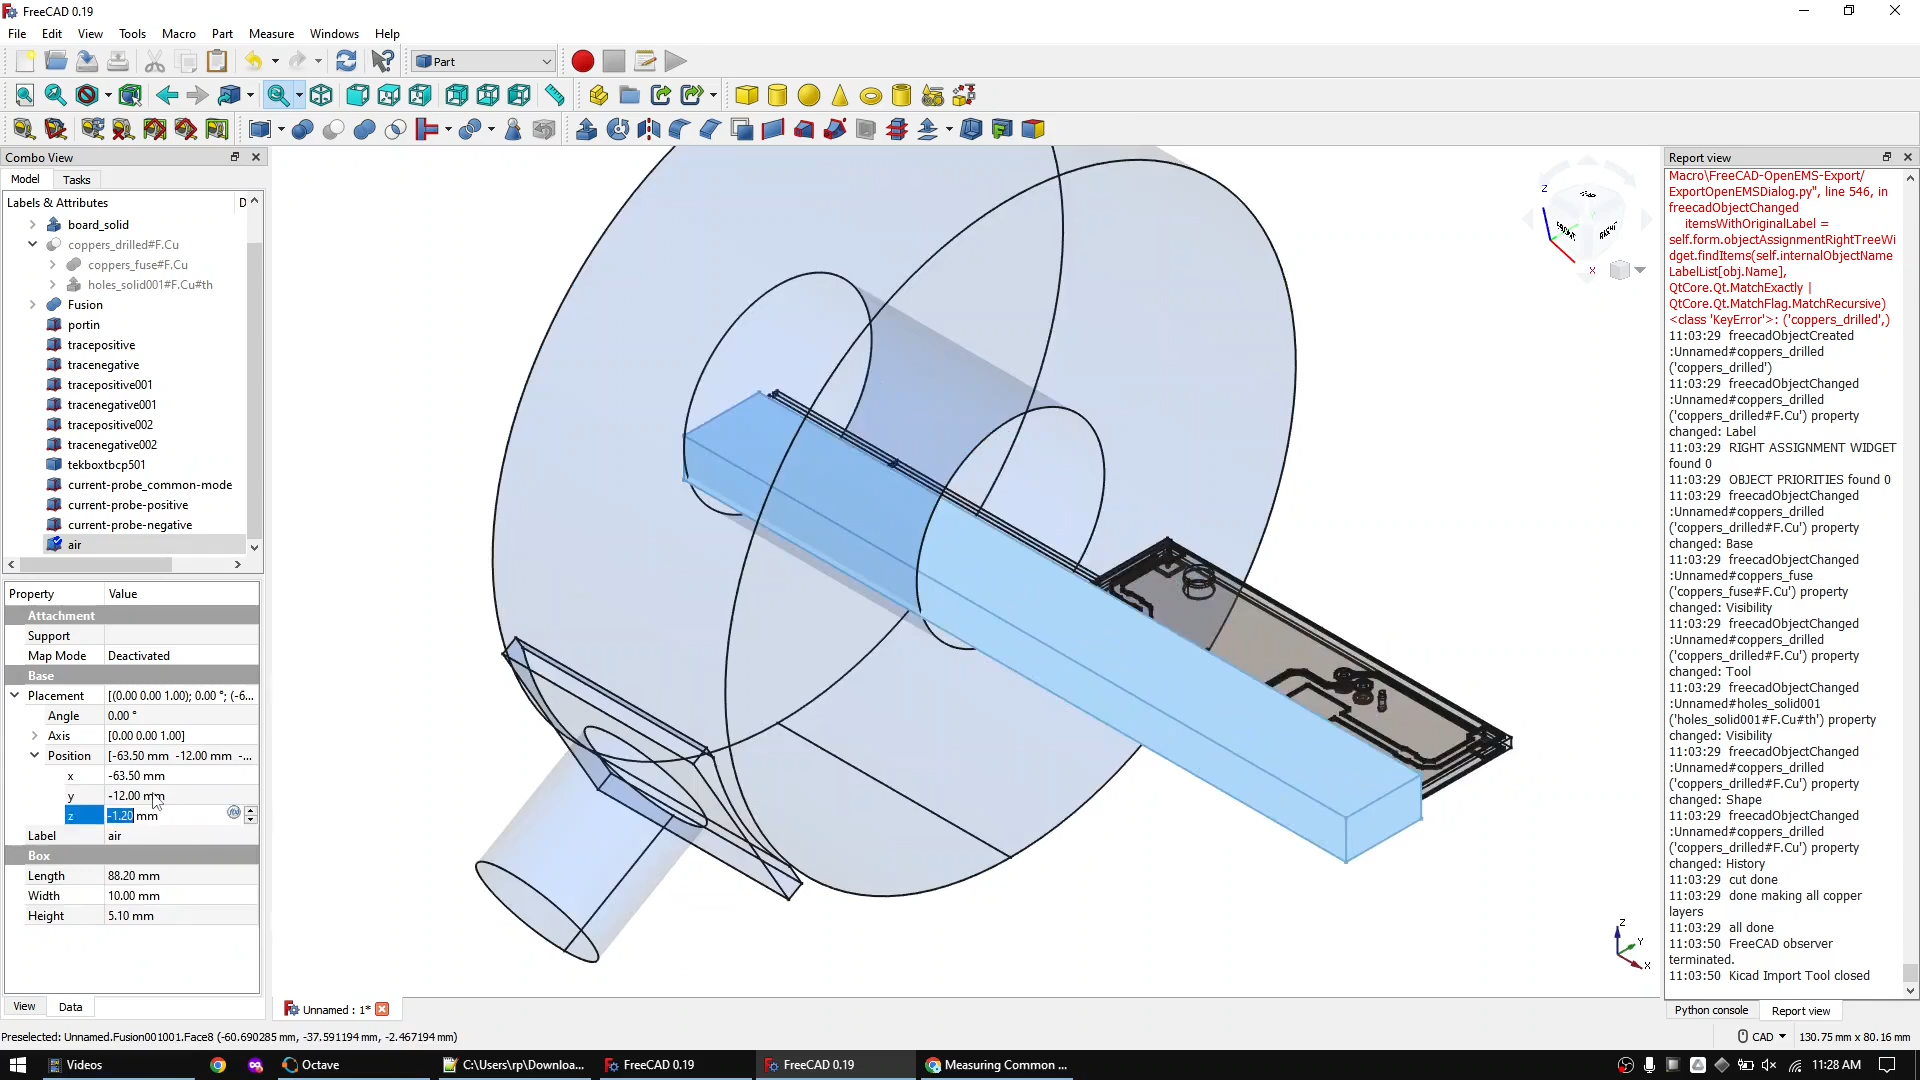 FreeCAD 0.19
File Edit View Tools Macro Part Measure Windows Help
Part
Combo View
Model Tasks
Labels & Attributes D
board_solid
coppers_drilled#F.Cu
coppers_fuse#F.Cu
holes_solid001#F.Cu#th
Fusion
portin
tracepositive
tracenegative
tracepositive001
tracenegative001
tracepositive002
tracenegative002
tekboxtbcp501
current-probe_common-mode
current-probe-positive
current-probe-negative
air
Property Value
Attachment
Support
Map Mode Deactivated
Base
Placement [(0.00 0.00 1.00); 0.00 °; (-6...
Angle 0.00 °
Axis [0.00 0.00 1.00]
Position [-63.50 mm -12.00 mm -...
x -63.50 mm
y -12.00 mm
z -1.20 mm
Label air
Box
Length 88.20 mm
Width 10.00 mm
Height 5.10 mm
View Data
Z
X
RIGHT
Z
Y
X
Unnamed : 1*
Report view
Macro\FreeCAD-OpenEMS-Export/
ExportOpenEMSDialog.py", line 546, in
freecadObjectChanged
itemsWithOriginalLabel =
self.form.objectAssignmentRightTreeWi
dget.findItems(self.internalObjectName
LabelList[obj.Name],
QtCore.Qt.MatchExactly |
QtCore.Qt.MatchFlag.MatchRecursive)
<class 'KeyError'>: ('coppers_drilled',)
11:03:29 freecadObjectCreated
:Unnamed#coppers_drilled
('coppers_drilled')
11:03:29 freecadObjectChanged
:Unnamed#coppers_drilled
('coppers_drilled#F.Cu') property
changed: Label
11:03:29 RIGHT ASSIGNMENT WIDGET
found 0
11:03:29 OBJECT PRIORITIES found 0
11:03:29 freecadObjectChanged
:Unnamed#coppers_drilled
('coppers_drilled#F.Cu') property
changed: Base
11:03:29 freecadObjectChanged
:Unnamed#coppers_fuse
('coppers_fuse#F.Cu') property
changed: Visibility
11:03:29 freecadObjectChanged
:Unnamed#coppers_drilled
('coppers_drilled#F.Cu') property
changed: Tool
11:03:29 freecadObjectChanged
:Unnamed#holes_solid001
('holes_solid001#F.Cu#th') property
changed: Visibility
11:03:29 freecadObjectChanged
:Unnamed#coppers_drilled
('coppers_drilled#F.Cu') property
changed: Shape
11:03:29 freecadObjectChanged
:Unnamed#coppers_drilled
('coppers_drilled#F.Cu') property
changed: History
11:03:29 cut done
11:03:29 done making all copper
layers
11:03:29 all done
11:03:50 FreeCAD observer
terminated.
11:03:50 Kicad Import Tool closed
Python console Report view
Preselected: Unnamed.Fusion001001.Face8 (-60.690285 mm, -37.591194 mm, -2.467194 mm)
CAD 130.75 mm x 80.16 mm
Videos Octave C:\Users\rp\Downloa... FreeCAD 0.19 FreeCAD 0.19 Measuring Common ... 11:28 AM